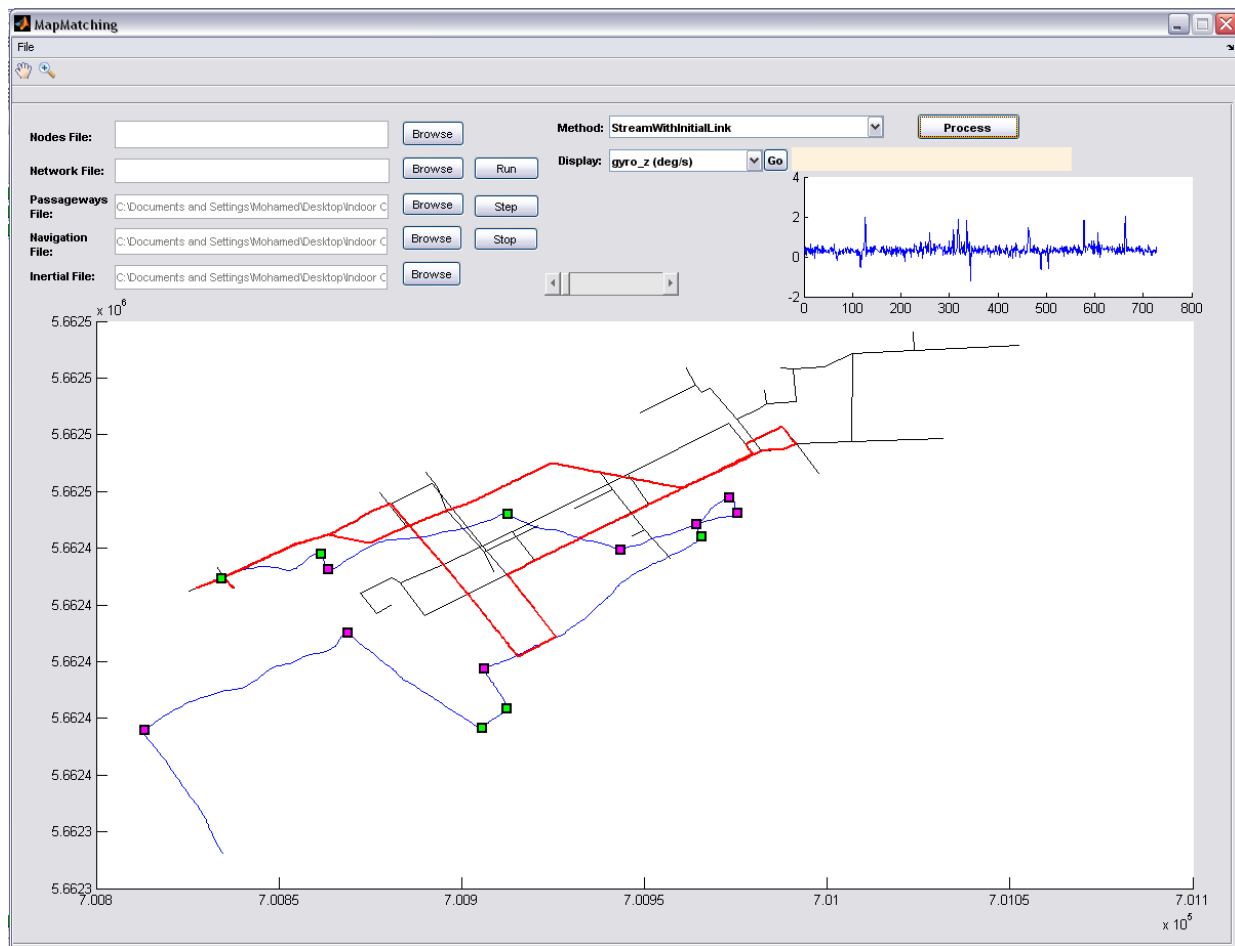 MapMatching
File
Nodes File:
Browse
Method:
StreamWithInitialLink
Process
Network File:
Browse
Run
Display:
gyro_z (deg/s)
Go
Passageways File:
C:\Documents and Settings\Mohamed\Desktop\Indoor C
Browse
Step
Navigation File:
C:\Documents and Settings\Mohamed\Desktop\Indoor C
Browse
Stop
Inertial File:
C:\Documents and Settings\Mohamed\Desktop\Indoor C
Browse
4
2
0
-2
0 100 200 300 400 500 600 700 800
x 10^6
5.6625
5.6625
5.6625
5.6625
5.6624
5.6624
5.6624
5.6624
5.6624
5.6623
5.6623
7.008 7.0085 7.009 7.0095 7.01 7.0105 7.011
x 10^5